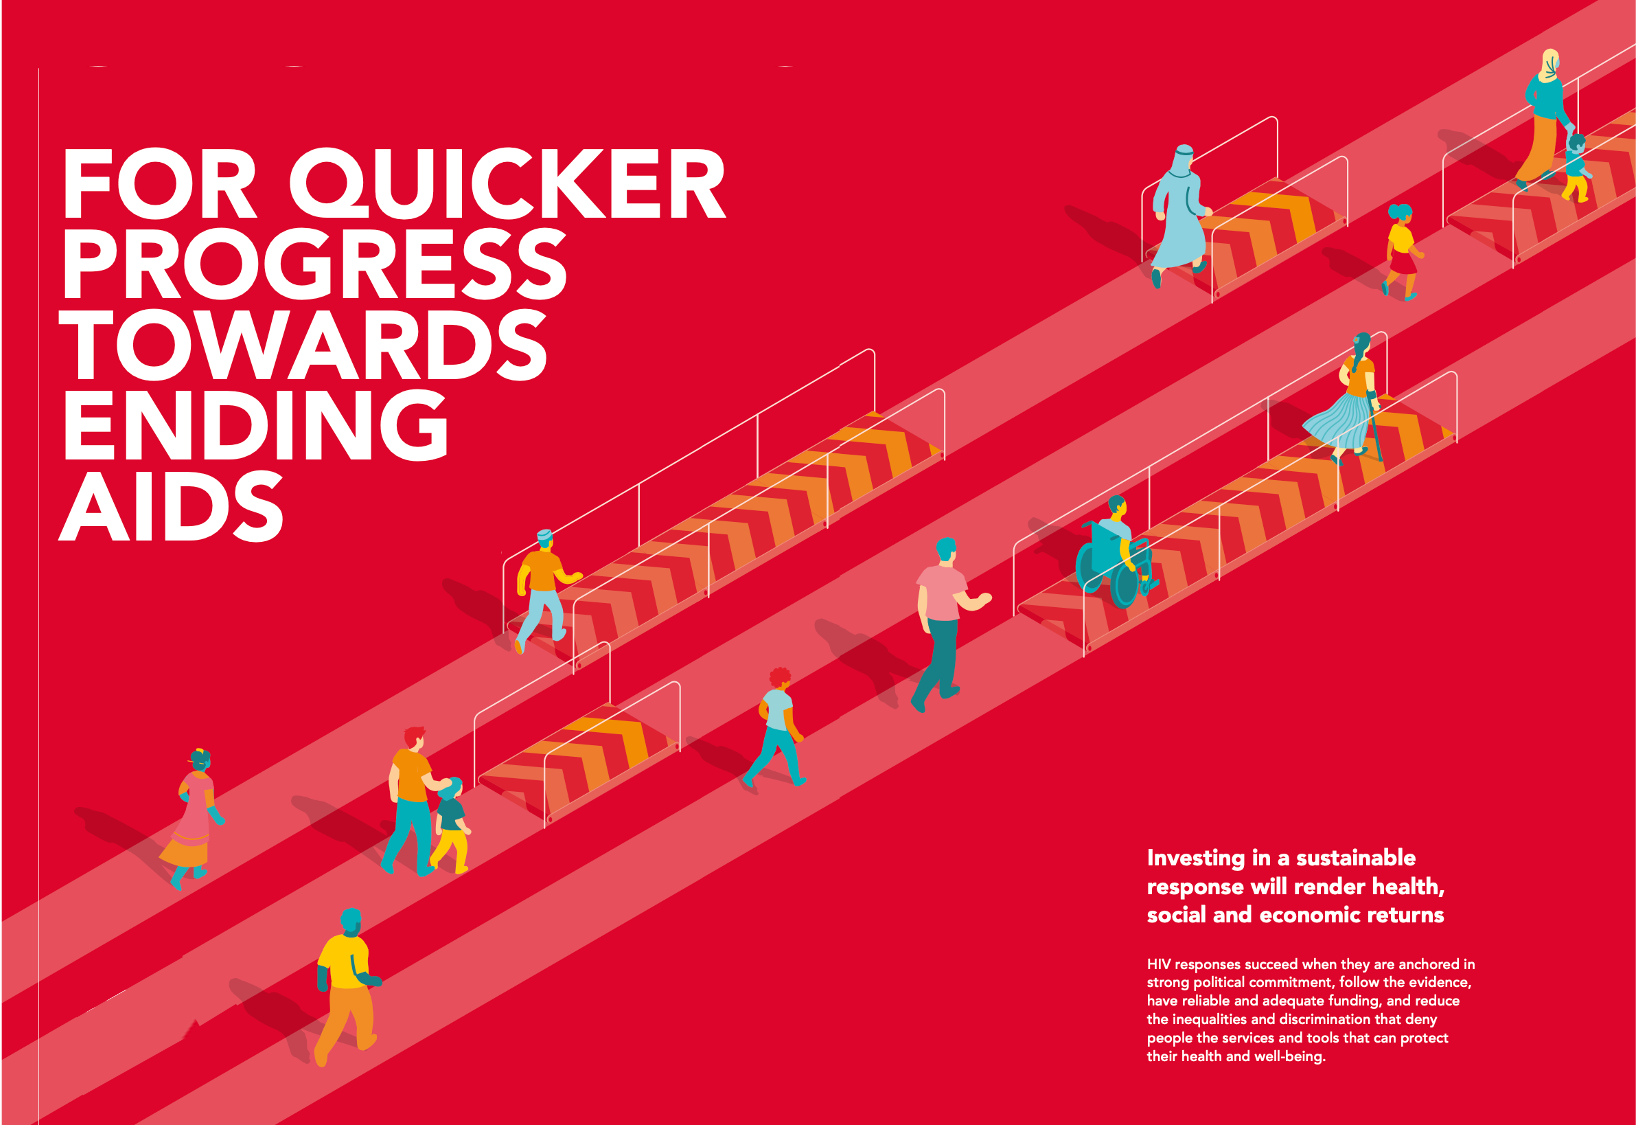 FOR QUICKER
PROGRESS
TOWARDS
ENDING
AIDS
Investing in a sustainable
response will render health,
social and economic returns
HIV responses succeed when they are anchored in
strong political commitment, follow the evidence,
have reliable and adequate funding, and reduce
the inequalities and discrimination that deny
people the services and tools that can protect
their health and well-being.